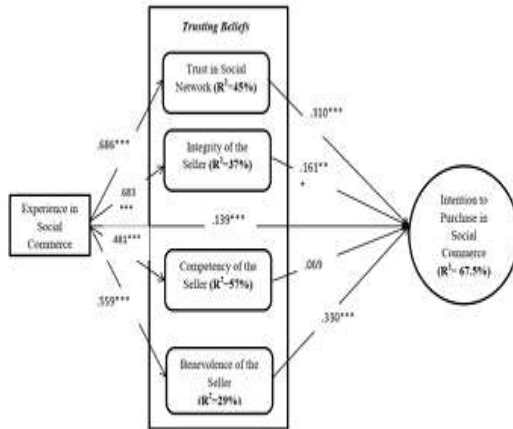 Trusting Beliefs
Trust in Social
Network (R²=45%)
.686***
.310***
Integrity of the
Seller (R²=37%)
.161**
*
.683
***
Experience in
Social
Commerce
.139***
Intention to
Purchase in
Social
Commerce
(R²= 67.5%)
.481***
Competency of the
Seller (R²=57%)
.069
.559***
.330***
Benevolence of the
Seller
(R²=29%)